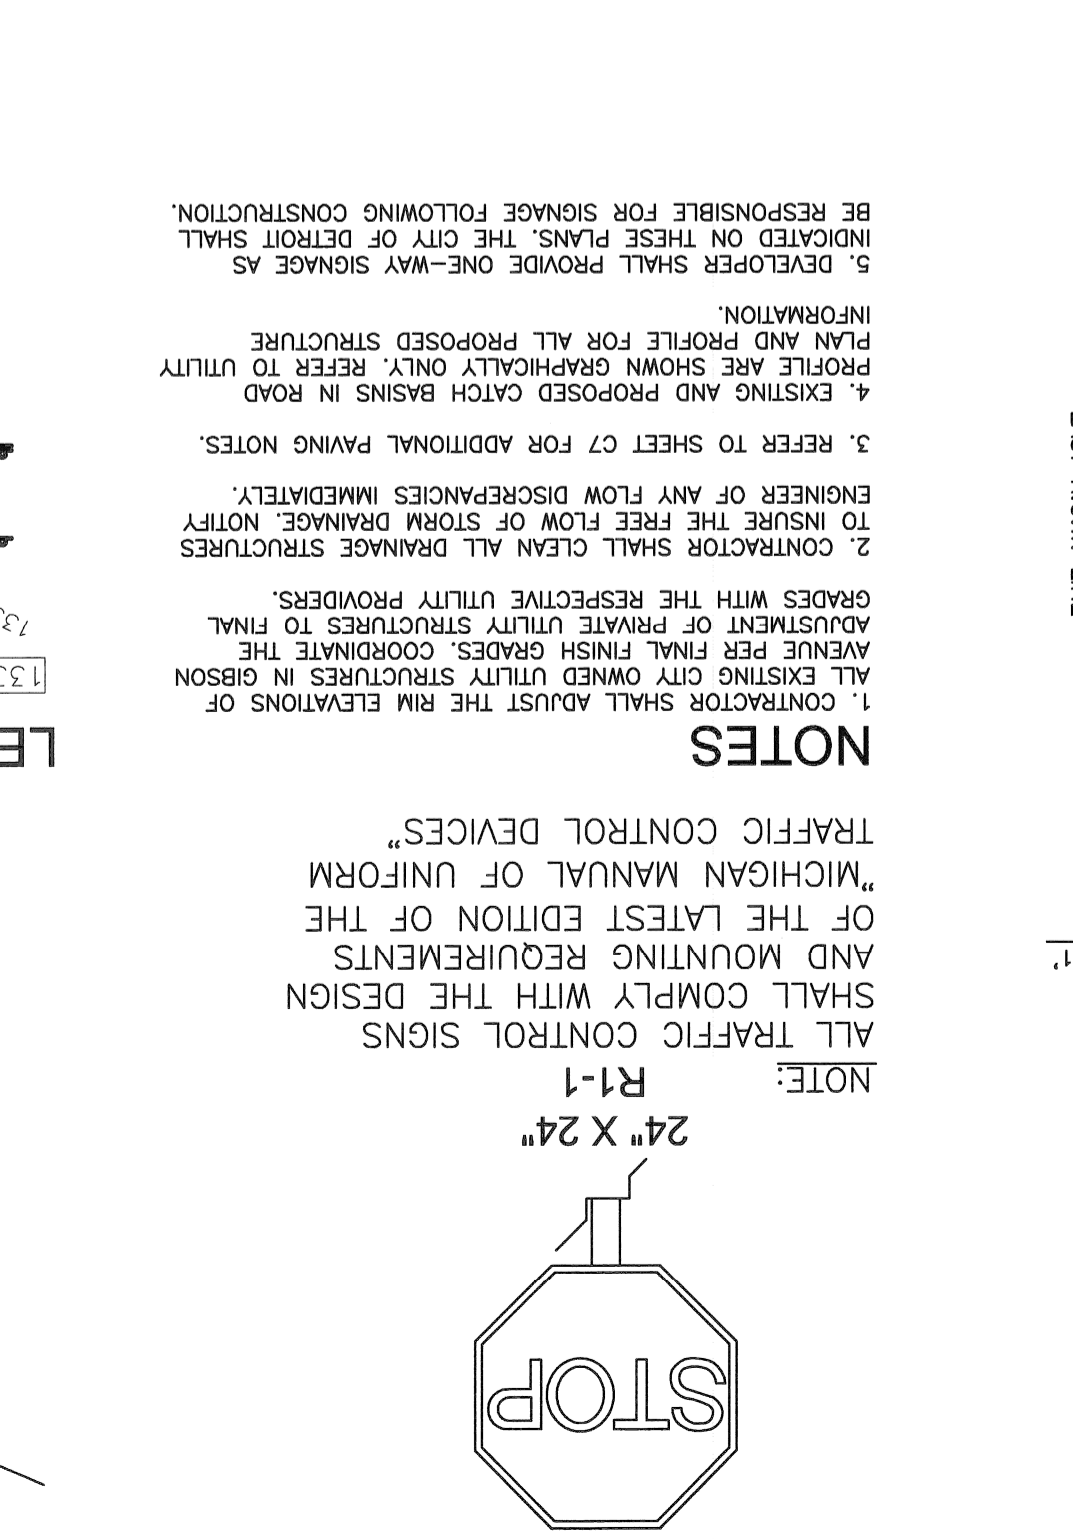 STOP
24" X 24"
R1-1
NOTE:
ALL TRAFFIC CONTROL SIGNS
SHALL COMPLY WITH THE DESIGN
AND MOUNTING REQUIREMENTS
OF THE LATEST EDITION OF THE
"MICHIGAN MANUAL OF UNIFORM
TRAFFIC CONTROL DEVICES"
NOTES
1. CONTRACTOR SHALL ADJUST THE RIM ELEVATIONS OF
ALL EXISTING CITY OWNED UTILITY STRUCTURES IN GIBSON
AVENUE PER FINAL FINISH GRADES. COORDINATE THE
ADJUSTMENT OF PRIVATE UTILITY STRUCTURES TO FINAL
GRADES WITH THE RESPECTIVE UTILITY PROVIDERS.
2. CONTRACTOR SHALL CLEAN ALL DRAINAGE STRUCTURES
TO INSURE THE FREE FLOW OF STORM DRAINAGE. NOTIFY
ENGINEER OF ANY FLOW DISCREPANCIES IMMEDIATELY.
3. REFER TO SHEET C7 FOR ADDITIONAL PAVING NOTES.
4. EXISTING AND PROPOSED CATCH BASINS IN ROAD
PROFILE ARE SHOWN GRAPHICALLY ONLY. REFER TO UTILITY
PLAN AND PROFILE FOR ALL PROPOSED STRUCTURE
INFORMATION.
5. DEVELOPER SHALL PROVIDE ONE-WAY SIGNAGE AS
INDICATED ON THESE PLANS. THE CITY OF DETROIT SHALL
BE RESPONSIBLE FOR SIGNAGE FOLLOWING CONSTRUCTION.
LE
133
1'